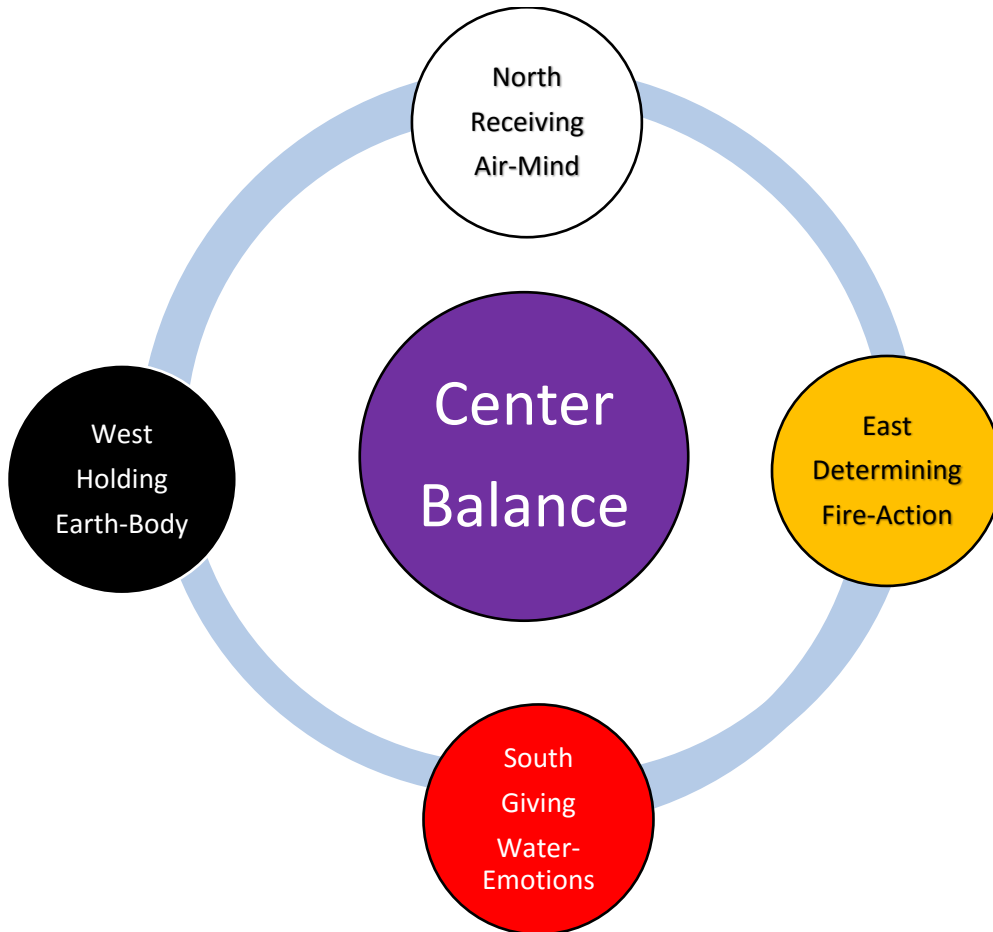 North
Receiving
Air-Mind
Center
Balance
West
Holding
Earth-Body
East
Determining
Fire-Action
South
Giving
Water-
Emotions